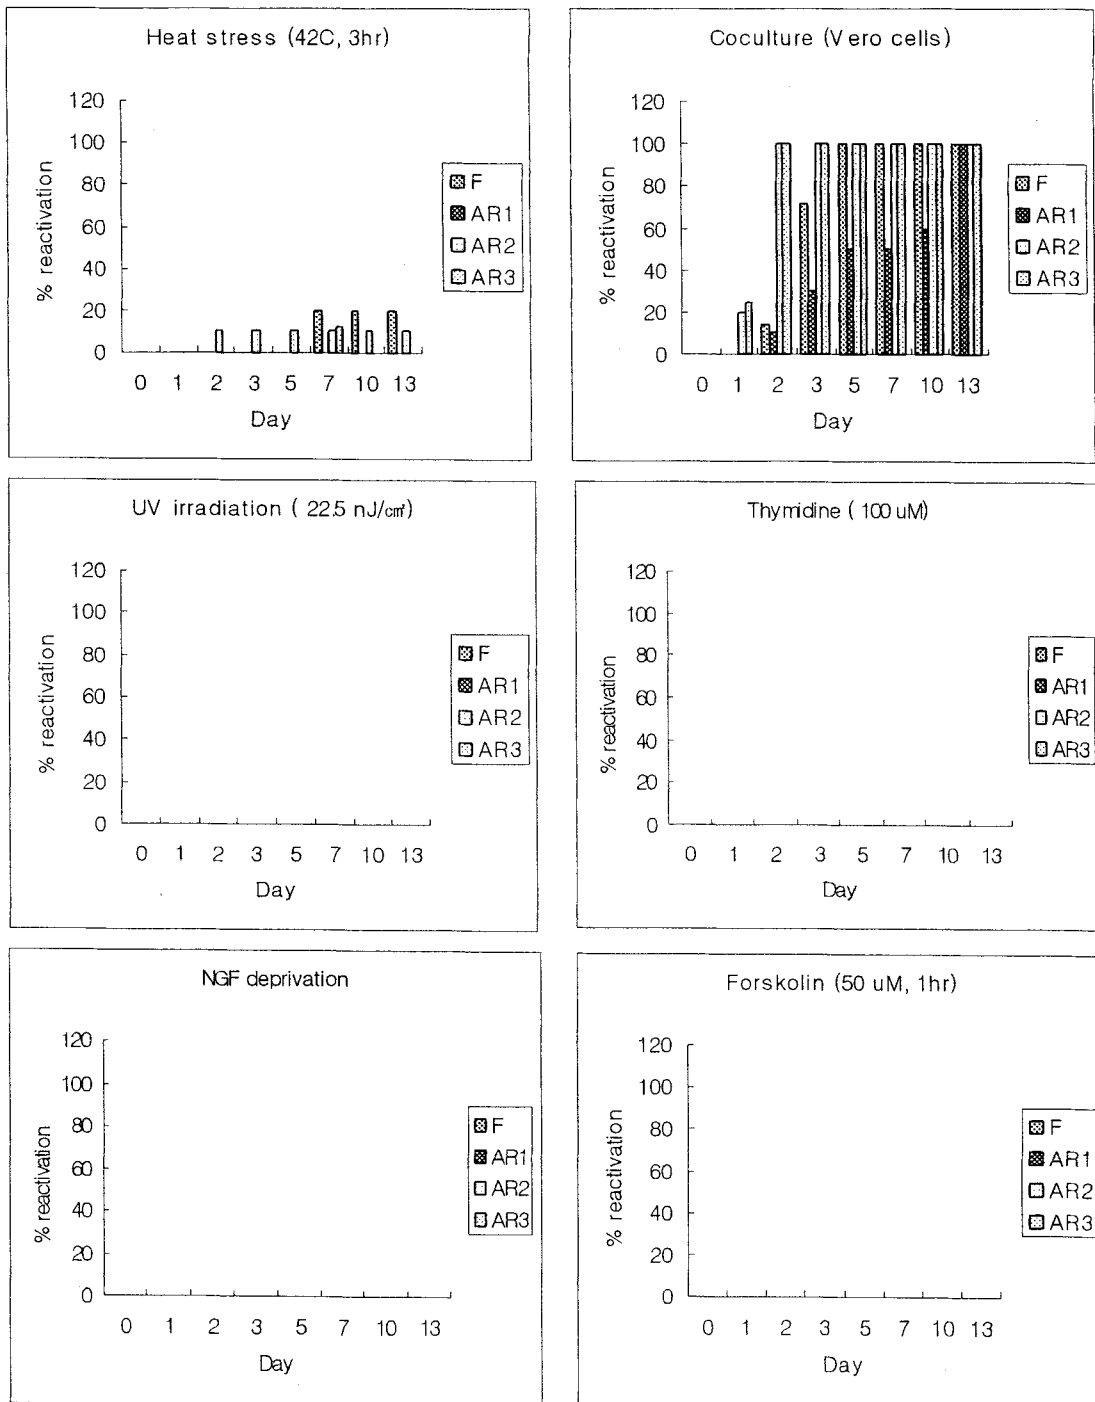 Heat stress (42C, 3hr)
120
100
80
60
40
20
0
% reactivation
0 1 2 3 5 7 10 13
Day
F
AR1
AR2
AR3
Coculture (Vero cells)
120
100
80
60
40
20
0
% reactivation
0 1 2 3 5 7 10 13
Day
F
AR1
AR2
AR3
UV irradiation ( 22.5 nJ/㎠)
120
100
80
60
40
20
0
% reactivation
0 1 2 3 5 7 10 13
Day
F
AR1
AR2
AR3
Thymidine ( 100 uM)
120
100
80
60
40
20
0
% reactivation
0 1 2 3 5 7 10 13
Day
F
AR1
AR2
AR3
NGF deprivation
120
100
80
60
40
20
0
% reactivation
0 1 2 3 5 7 10 13
Day
F
AR1
AR2
AR3
Forskolin (50 uM, 1hr)
120
100
80
60
40
20
0
% reactivation
0 1 2 3 5 7 10 13
Day
F
AR1
AR2
AR3